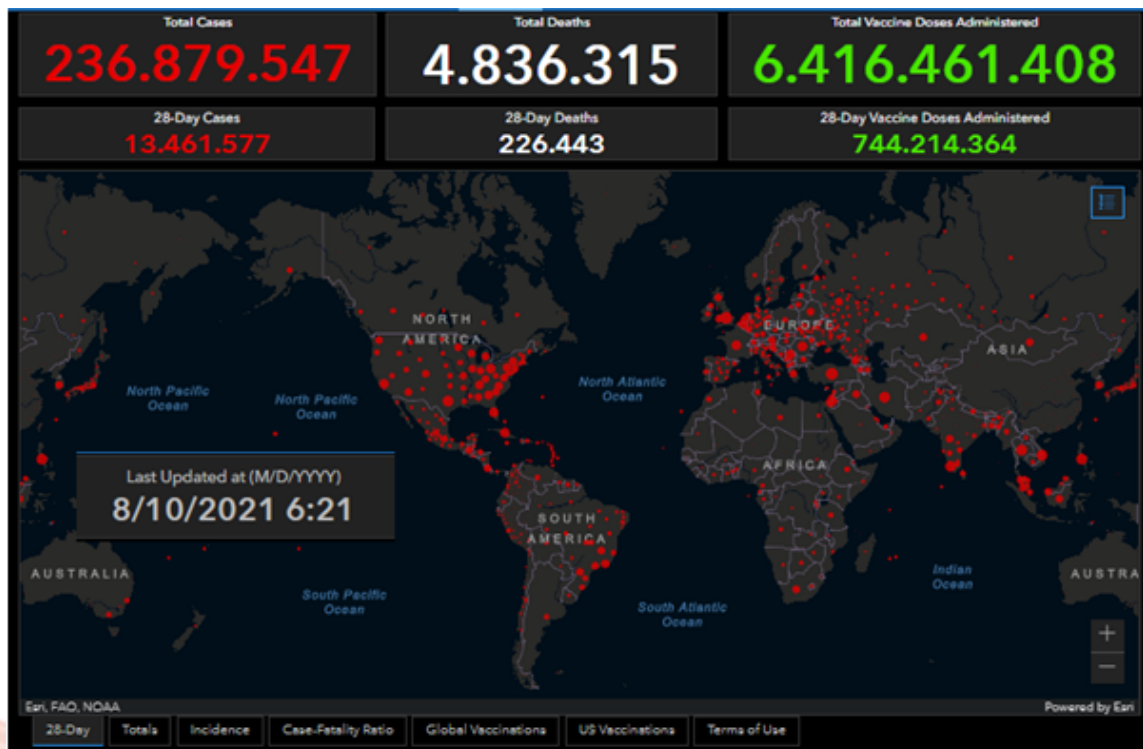 Total Cases
236.879.547
Total Deaths
4.836.315
Total Vaccine Doses Administered
6.416.461.408
28-Day Cases
13.461.577
28-Day Deaths
226.443
28-Day Vaccine Doses Administered
744.214.364
NORTH
AMERICA
EUROPE
ASIA
North Pacific
Ocean
North Pacific
Ocean
North Atlantic
Ocean
AFRICA
Last Updated at (M/D/YYYY)
8/10/2021 6:21
SOUTH
AMERICA
AUSTRALIA
Indian
Ocean
AUSTRA
South Pacific
Ocean
South Atlantic
Ocean
+
−
Esri, FAO, NOAA
Powered by Esri
28-Day
Totals
Incidence
Case-Fatality Ratio
Global Vaccinations
US Vaccinations
Terms of Use